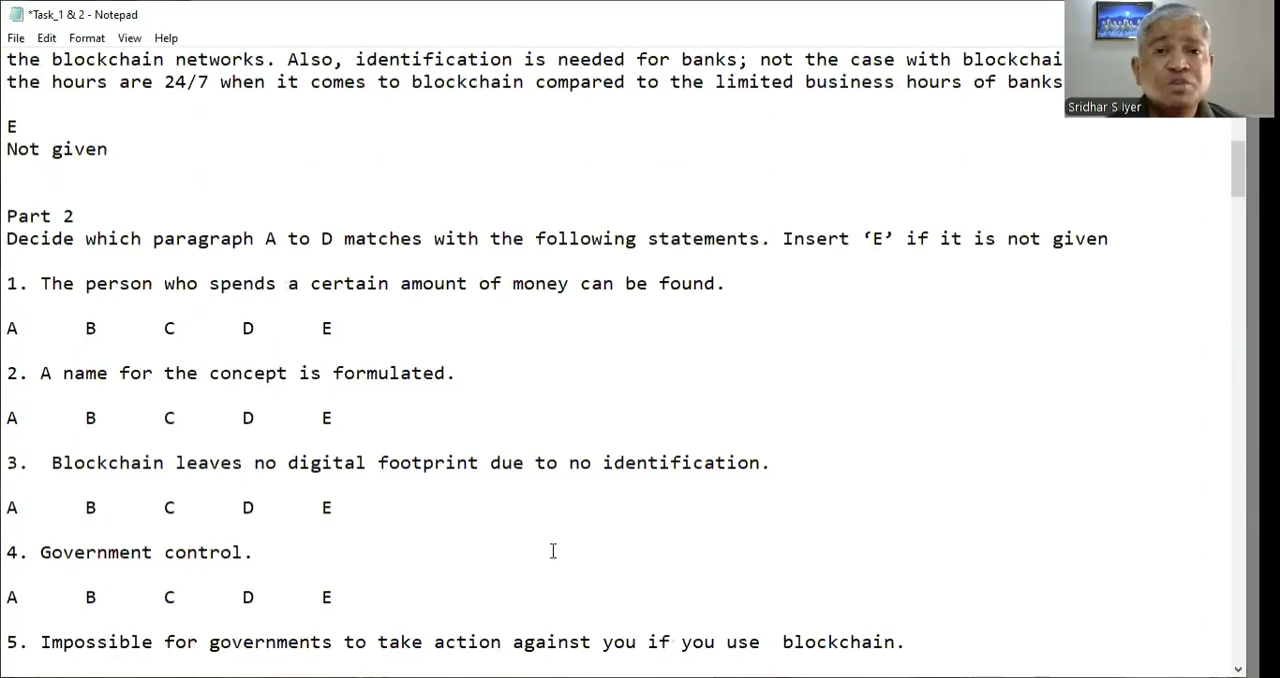 *Task_1 & 2 - Notepad
File Edit Format View Help
the blockchain networks. Also, identification is needed for banks; not the case with blockchai
the hours are 24/7 when it comes to blockchain compared to the limited business hours of banks
Sridhar S Iyer
E
Not given
Part 2
Decide which paragraph A to D matches with the following statements. Insert ‘E’ if it is not given
1. The person who spends a certain amount of money can be found.
A B C D E
2. A name for the concept is formulated.
A B C D E
3. Blockchain leaves no digital footprint due to no identification.
A B C D E
4. Government control.
A B C D E
5. Impossible for governments to take action against you if you use blockchain.